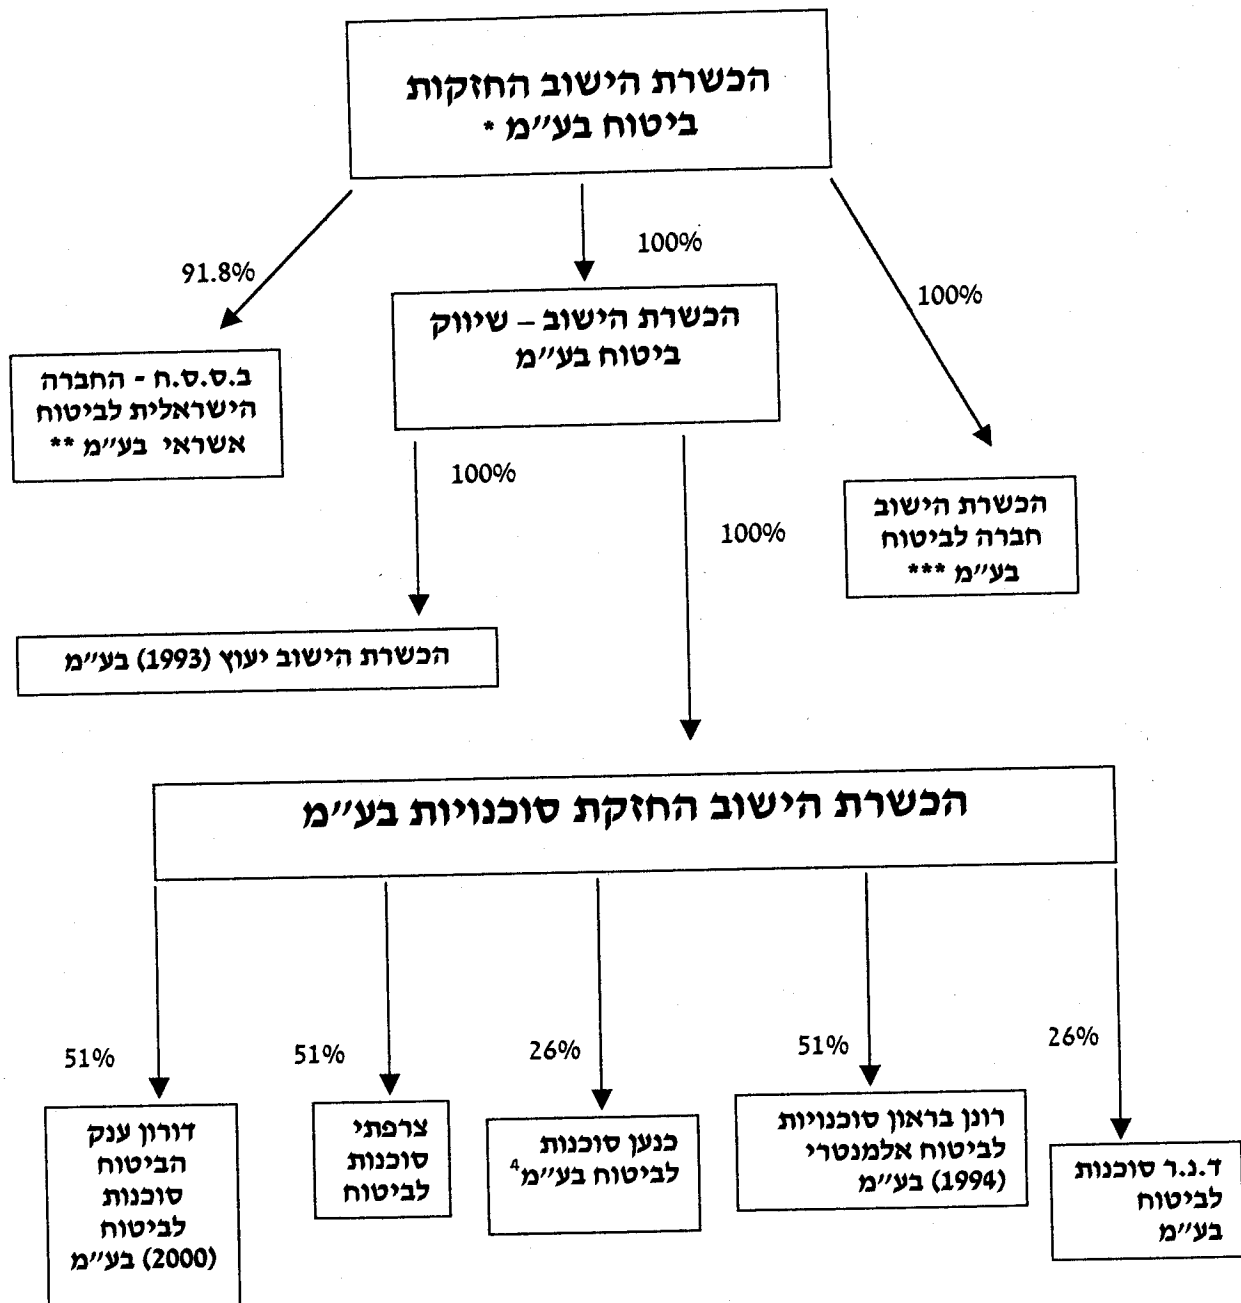 הכשרת הישוב החזקות
ביטוח בע״מ *
91.8%
100%
100%
הכשרת הישוב – שיווק
ביטוח בע״מ
ב.ס.ס.ח - החברה
הישראלית לביטוח
אשראי בע״מ **
100%
100%
הכשרת הישוב
חברה לביטוח
בע״מ ***
הכשרת הישוב יעוץ (1993) בע״מ
הכשרת הישוב החזקת סוכנויות בע״מ
26%
51%
26%
51%
51%
ד.נ.ר סוכנות
לביטוח
בע״מ
רונן בראון סוכנויות
לביטוח אלמנטרי
(1994) בע״מ
כנען סוכנות
לביטוח בע״מ⁴
צרפתי
סוכנות
לביטוח
דורון ענק
הביטוח
סוכנות
לביטוח
(2000) בע״מ